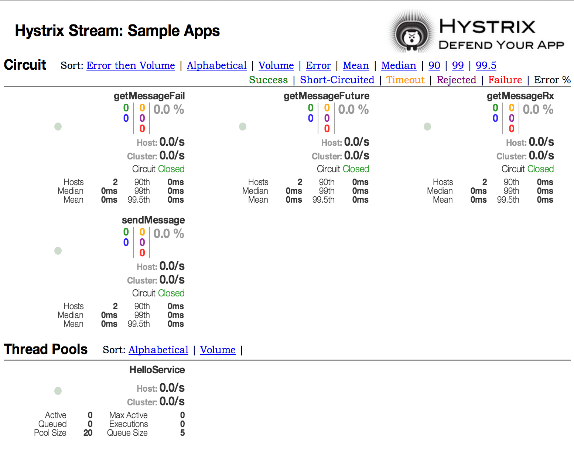 Hystrix Stream: Sample Apps
HYSTRIX
DEFEND YOUR APP
Circuit Sort: Error then Volume | Alphabetical | Volume | Error | Mean | Median | 90 | 99 | 99.5
Success | Short-Circuited | Timeout | Rejected | Failure | Error %
getMessageFail getMessageFuture getMessageRx
0 0 0.0 % 0 0 0.0 % 0 0 0.0 %
0 0 0 0 0 0
0 0 0
Host: 0.0/s Host: 0.0/s Host: 0.0/s
Cluster: 0.0/s Cluster: 0.0/s Cluster: 0.0/s
Circuit Closed Circuit Closed Circuit Closed
Hosts 2 90th 0ms Hosts 2 90th 0ms Hosts 2 90th 0ms
Median 0ms 99th 0ms Median 0ms 99th 0ms Median 0ms 99th 0ms
Mean 0ms 99.5th 0ms Mean 0ms 99.5th 0ms Mean 0ms 99.5th 0ms
sendMessage
0 0 0.0 %
0 0
0
Host: 0.0/s
Cluster: 0.0/s
Circuit Closed
Hosts 2 90th 0ms
Median 0ms 99th 0ms
Mean 0ms 99.5th 0ms
Thread Pools Sort: Alphabetical | Volume |
HelloService
Host: 0.0/s
Cluster: 0.0/s
Active 0 Max Active 0
Queued 0 Executions 0
Pool Size 20 Queue Size 5